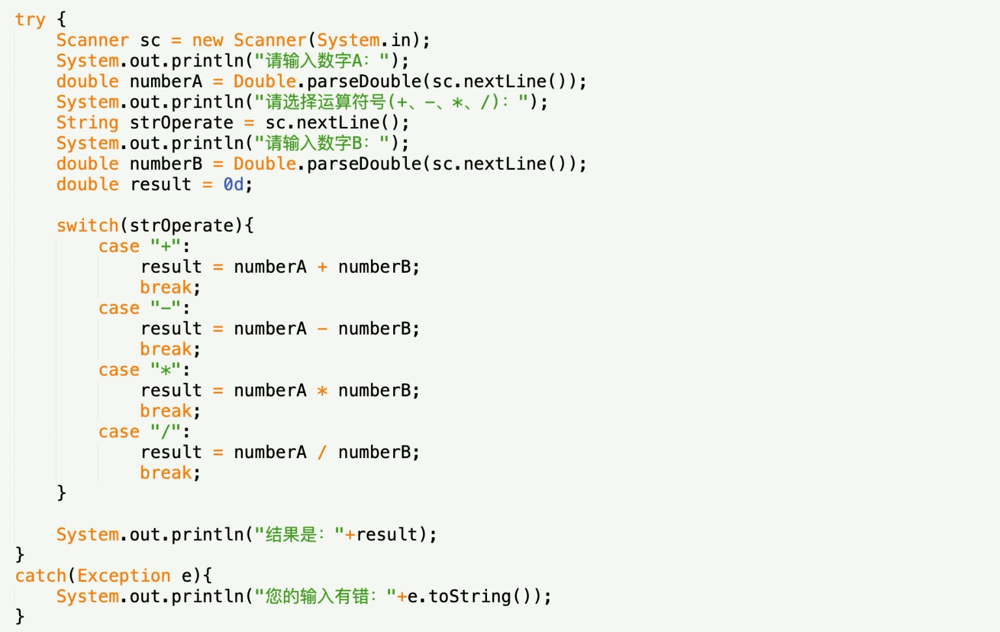 try {
    Scanner sc = new Scanner(System.in);
    System.out.println("请输入数字A：");
    double numberA = Double.parseDouble(sc.nextLine());
    System.out.println("请选择运算符号(+、-、*、/)：");
    String strOperate = sc.nextLine();
    System.out.println("请输入数字B：");
    double numberB = Double.parseDouble(sc.nextLine());
    double result = 0d;

    switch(strOperate){
        case "+":
            result = numberA + numberB;
            break;
        case "-":
            result = numberA - numberB;
            break;
        case "*":
            result = numberA * numberB;
            break;
        case "/":
            result = numberA / numberB;
            break;
    }

    System.out.println("结果是："+result);
}
catch(Exception e){
    System.out.println("您的输入有错："+e.toString());
}